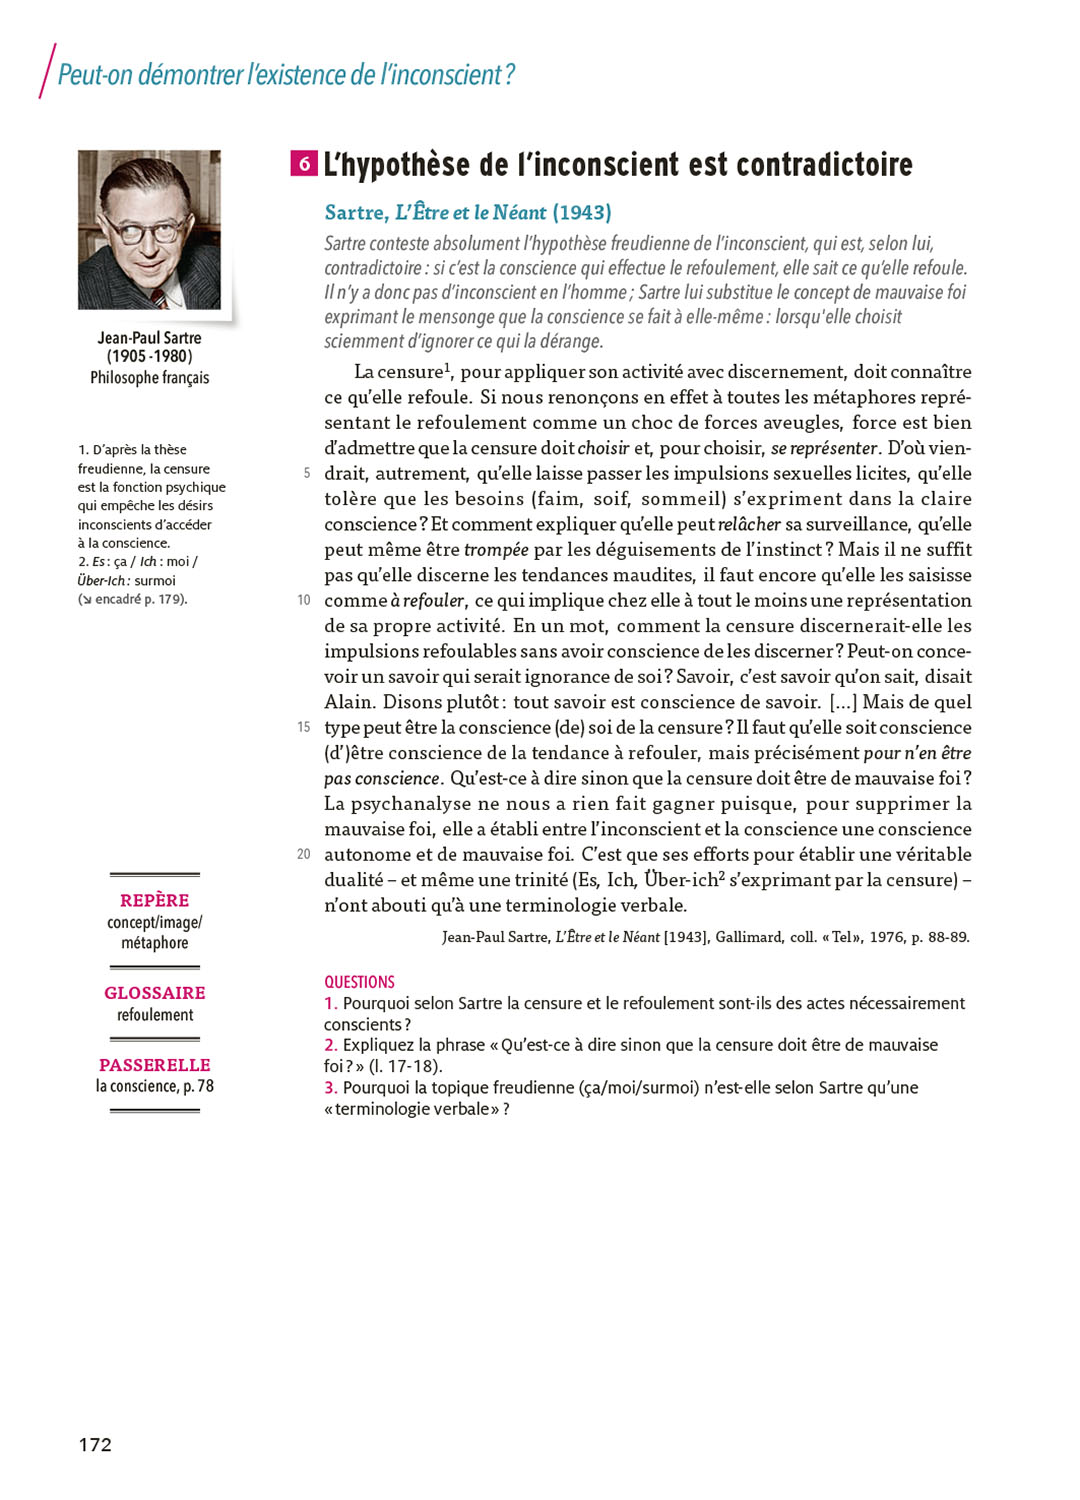 Peut-on démontrer l'existence de l'inconscient ?
6 L'hypothèse de l'inconscient est contradictoire
Sartre, L'Être et le Néant (1943)
Sartre conteste absolument l'hypothèse freudienne de l'inconscient, qui est, selon lui,
contradictoire : si c'est la conscience qui effectue le refoulement, elle sait ce qu'elle refoule.
Il n'y a donc pas d'inconscient en l'homme ; Sartre lui substitue le concept de mauvaise foi
exprimant le mensonge que la conscience se fait à elle-même : lorsqu'elle choisit
sciemment d'ignorer ce qui la dérange.
Jean-Paul Sartre
(1905 -1980)
Philosophe français
La censure¹, pour appliquer son activité avec discernement, doit connaître
ce qu'elle refoule. Si nous renonçons en effet à toutes les métaphores repré-
sentant le refoulement comme un choc de forces aveugles, force est bien
d'admettre que la censure doit choisir et, pour choisir, se représenter. D'où vien-
5 drait, autrement, qu'elle laisse passer les impulsions sexuelles licites, qu'elle
tolère que les besoins (faim, soif, sommeil) s'expriment dans la claire
conscience ? Et comment expliquer qu'elle peut relâcher sa surveillance, qu'elle
peut même être trompée par les déguisements de l'instinct ? Mais il ne suffit
pas qu'elle discerne les tendances maudites, il faut encore qu'elle les saisisse
10 comme à refouler, ce qui implique chez elle à tout le moins une représentation
de sa propre activité. En un mot, comment la censure discernerait-elle les
impulsions refoulables sans avoir conscience de les discerner ? Peut-on conce-
voir un savoir qui serait ignorance de soi ? Savoir, c'est savoir qu'on sait, disait
Alain. Disons plutôt : tout savoir est conscience de savoir. [...] Mais de quel
15 type peut être la conscience (de) soi de la censure ? Il faut qu'elle soit conscience
(d')être conscience de la tendance à refouler, mais précisément pour n'en être
pas conscience. Qu'est-ce à dire sinon que la censure doit être de mauvaise foi ?
La psychanalyse ne nous a rien fait gagner puisque, pour supprimer la
mauvaise foi, elle a établi entre l'inconscient et la conscience une conscience
20 autonome et de mauvaise foi. C'est que ses efforts pour établir une véritable
dualité – et même une trinité (Es, Ich, Über-ich² s'exprimant par la censure) –
n'ont abouti qu'à une terminologie verbale.
Jean-Paul Sartre, L'Être et le Néant [1943], Gallimard, coll. « Tel », 1976, p. 88-89.
1. D'après la thèse
freudienne, la censure
est la fonction psychique
qui empêche les désirs
inconscients d'accéder
à la conscience.
2. Es : ça / Ich : moi /
Über-Ich : surmoi
(↘ encadré p. 179).
REPÈRE
concept/image/
métaphore
GLOSSAIRE
refoulement
PASSERELLE
la conscience, p. 78
QUESTIONS
1. Pourquoi selon Sartre la censure et le refoulement sont-ils des actes nécessairement
conscients ?
2. Expliquez la phrase « Qu'est-ce à dire sinon que la censure doit être de mauvaise
foi ? » (l. 17-18).
3. Pourquoi la topique freudienne (ça/moi/surmoi) n'est-elle selon Sartre qu'une
« terminologie verbale » ?
172